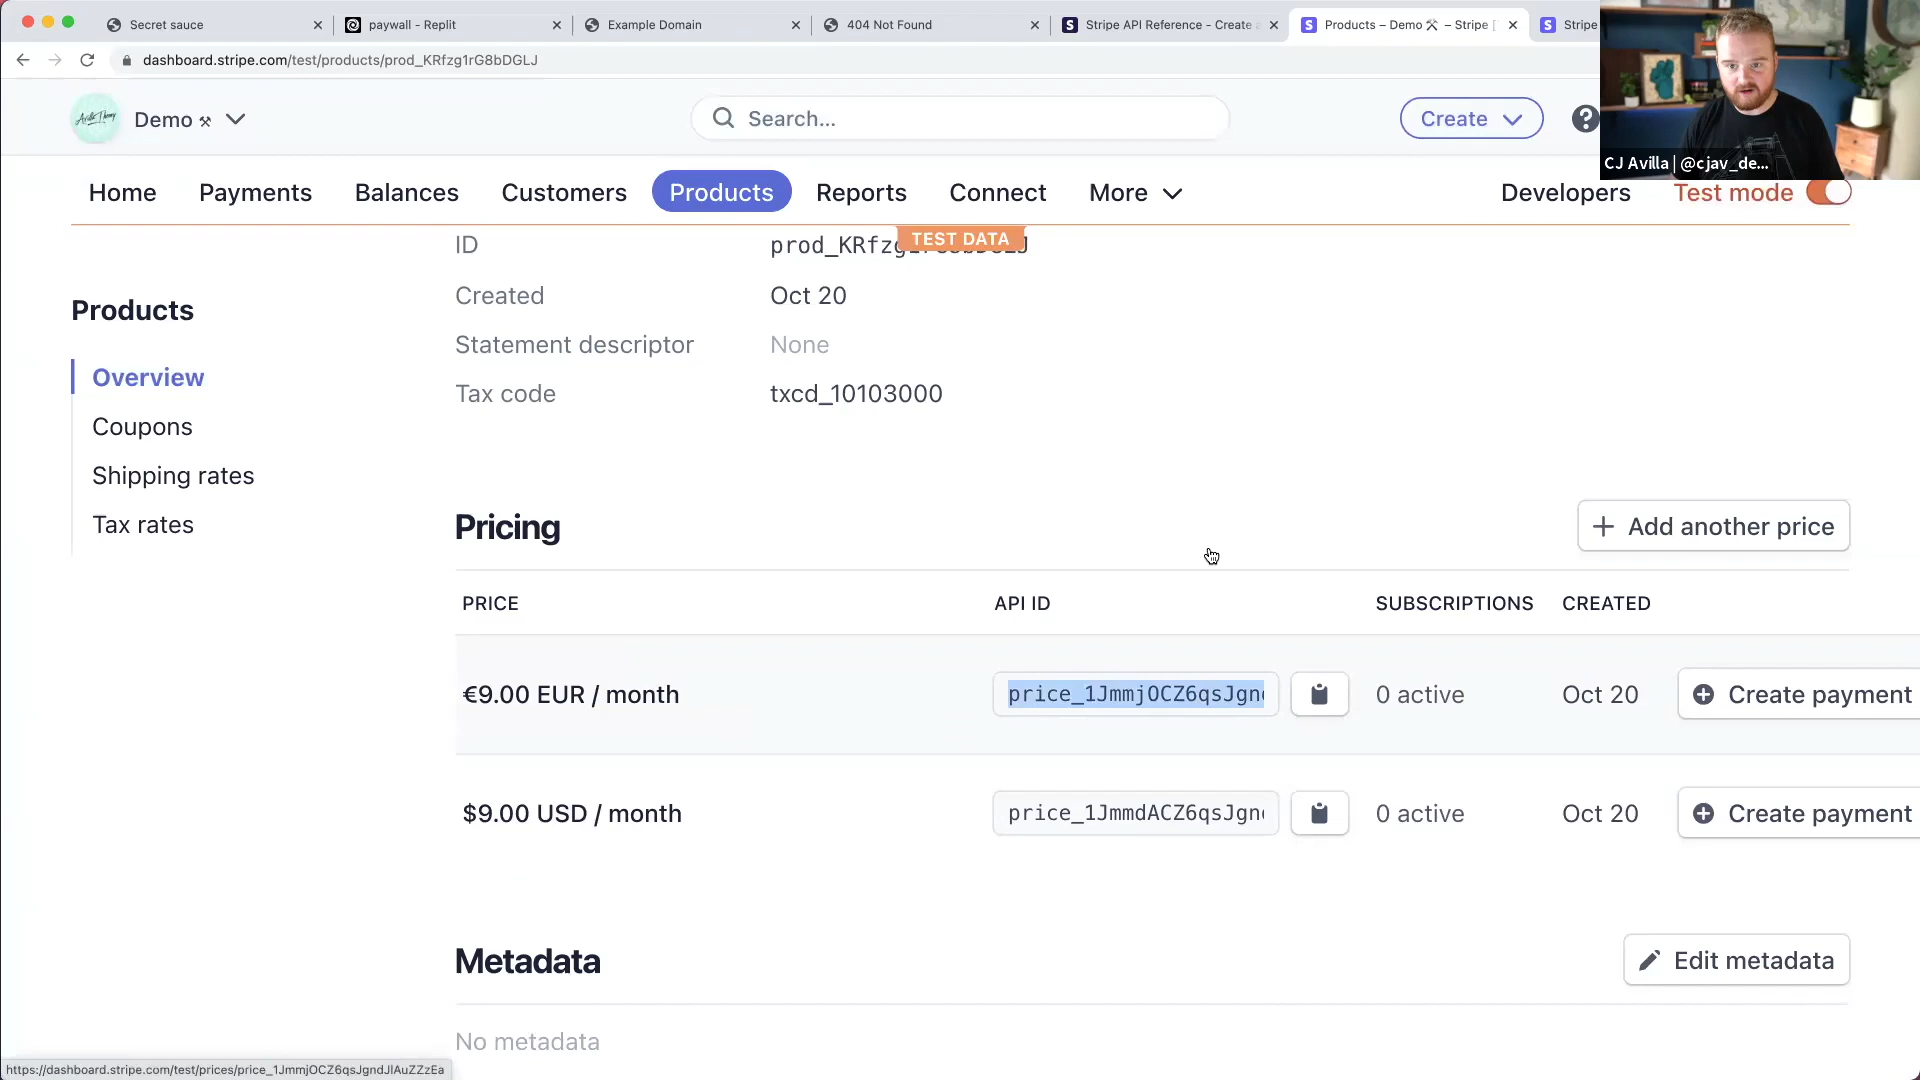 Secret sauce
paywall - Replit
Example Domain
404 Not Found
Stripe API Reference - Create
Products – Demo ⚒ – Stripe [
Stripe
dashboard.stripe.com/test/products/prod_KRfzg1rG8bDGLJ
Demo ⚒
Search...
Create
CJ Avilla | @cjav_de...
Home
Payments
Balances
Customers
Products
Reports
Connect
More
Developers
Test mode
TEST DATA
ID
Created
Oct 20
Statement descriptor
None
Tax code
txcd_10103000
Products
Overview
Coupons
Shipping rates
Tax rates
Pricing
+ Add another price
PRICE
API ID
SUBSCRIPTIONS
CREATED
€9.00 EUR / month
price_1JmmjOCZ6qsJgn
0 active
Oct 20
Create payment
$9.00 USD / month
price_1JmmdACZ6qsJgn
0 active
Oct 20
Create payment
Metadata
Edit metadata
No metadata
https://dashboard.stripe.com/test/prices/price_1JmmjOCZ6qsJgndJlAuZZzEa